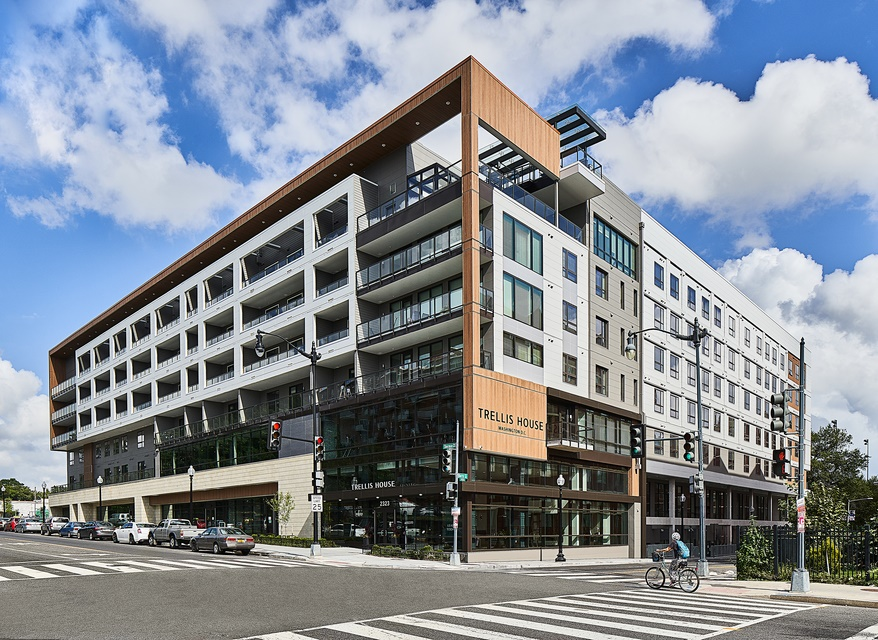 TRELLIS HOUSE
WASHINGTON D.C.
TRELLIS HOUSE
2323
25